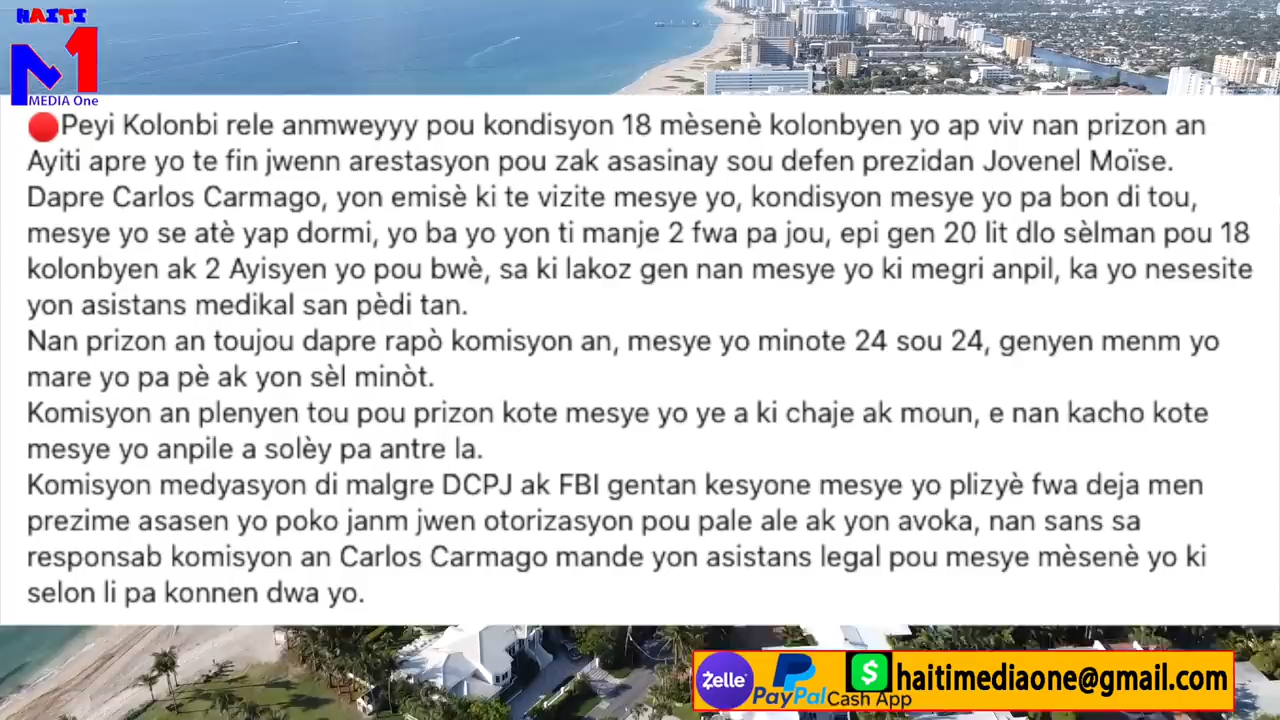 HAITI
M1
MEDIA One
🔴Peyi Kolonbi rele anmweyyy pou kondisyon 18 mèsenè kolonbyen yo ap viv nan prizon an
Ayiti apre yo te fin jwenn arestasyon pou zak asasinay sou defen prezidan Jovenel Moïse.
Dapre Carlos Carmago, yon emisè ki te vizite mesye yo, kondisyon mesye yo pa bon di tou,
mesye yo se atè yap dormi, yo ba yo yon ti manje 2 fwa pa jou, epi gen 20 lit dlo sèlman pou 18
kolonbyen ak 2 Ayisyen yo pou bwè, sa ki lakoz gen nan mesye yo ki megri anpil, ka yo nesesite
yon asistans medikal san pèdi tan.
Nan prizon an toujou dapre rapò komisyon an, mesye yo minote 24 sou 24, genyen menm yo
mare yo pa pè ak yon sèl minòt.
Komisyon an plenyen tou pou prizon kote mesye yo ye a ki chaje ak moun, e nan kacho kote
mesye yo anpile a solèy pa antre la.
Komisyon medyasyon di malgre DCPJ ak FBI gentan kesyone mesye yo plizyè fwa deja men
prezime asasen yo poko janm jwen otorizasyon pou pale ale ak yon avoka, nan sans sa
responsab komisyon an Carlos Carmago mande yon asistans legal pou mesye mèsenè yo ki
selon li pa konnen dwa yo.
Zelle PayPal $ Cash App haitimediaone@gmail.com